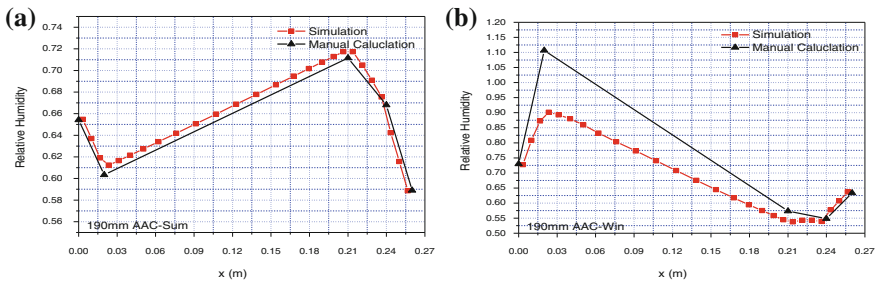 (a)
Simulation
Manual Caluclation
0.74
0.72
0.70
0.68
0.66
0.64
0.62
0.60
0.58
0.56
Relative Humidity
190mm AAC-Sum
0.00 0.03 0.06 0.09 0.12 0.15 0.18 0.21 0.24 0.27
x (m)
(b)
Simulation
Manual Caluclation
1.20
1.15
1.10
1.05
1.00
0.95
0.90
0.85
0.80
0.75
0.70
0.65
0.60
0.55
0.50
Relative Humidity
190mm AAC-Win
0.00 0.03 0.06 0.09 0.12 0.15 0.18 0.21 0.24 0.27
x (m)